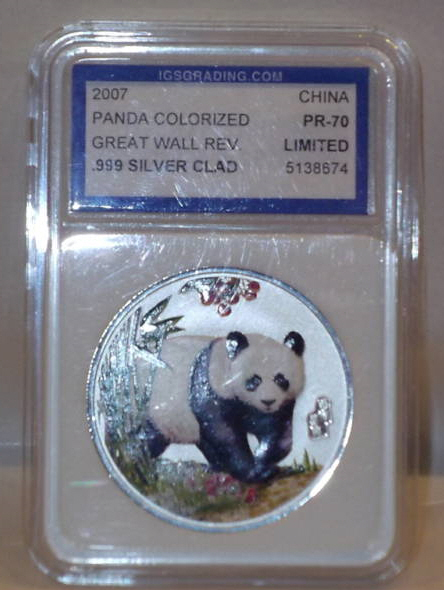 IGSGRADING.COM
2007 CHINA
PANDA COLORIZED PR-70
GREAT WALL REV. LIMITED
.999 SILVER CLAD 5138674